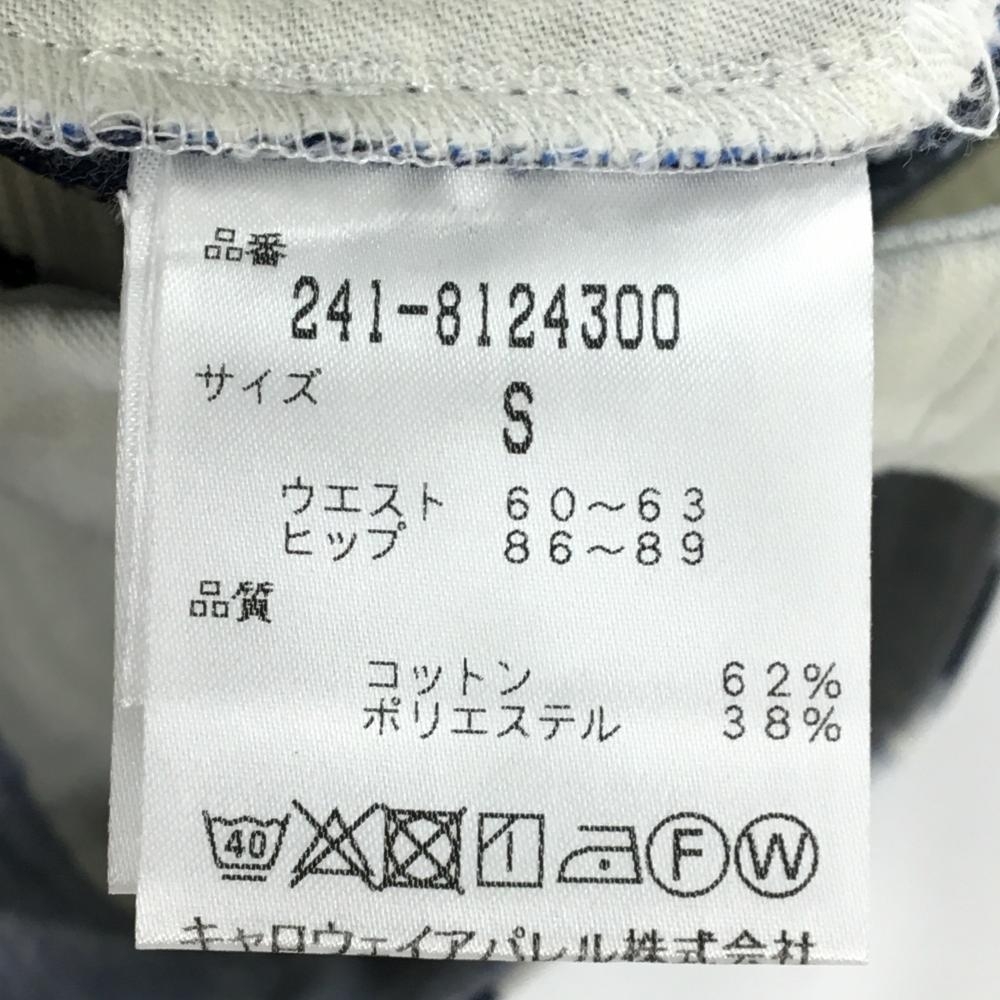 品番
241-8124300
サイズ
S
ウエスト 60～63
ヒップ 86～89
品質
コットン 62%
ポリエステル 38%
40 F W
キャロウェイアパレル株式会社